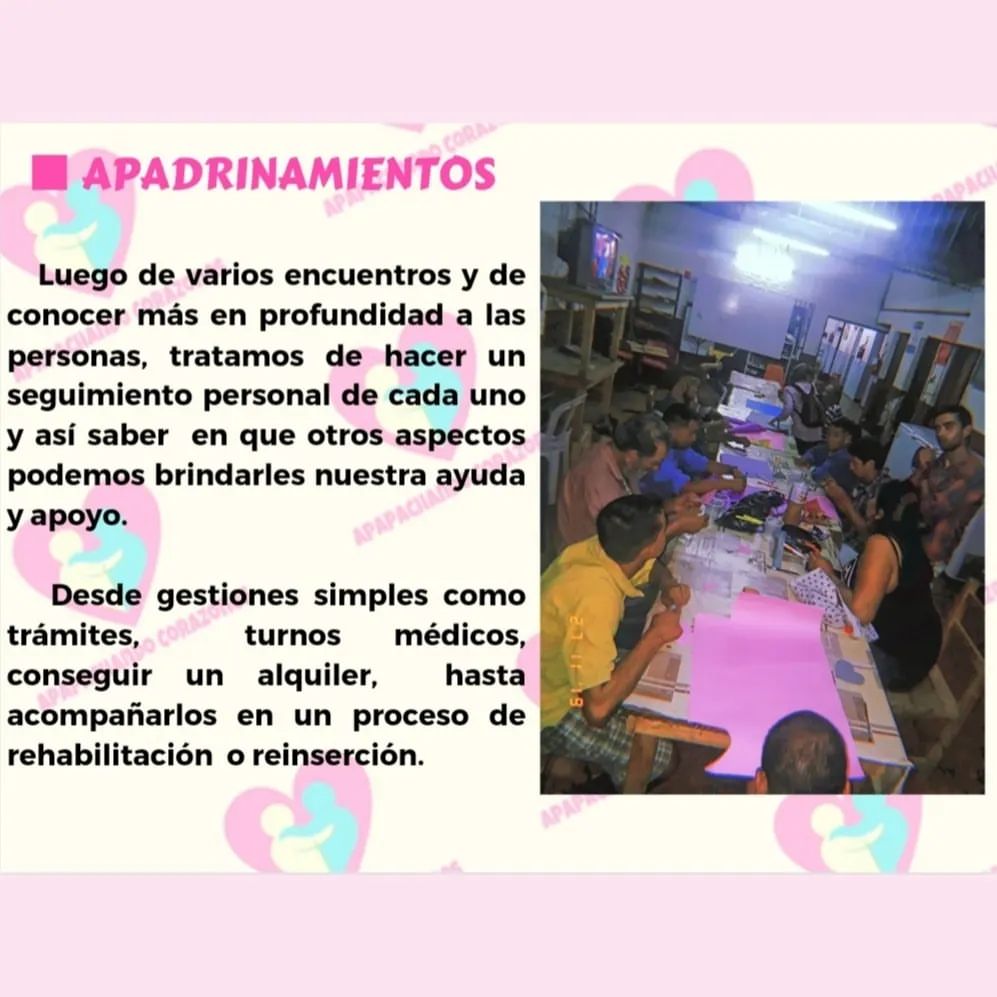 APADRINAMIENTOS
Luego de varios encuentros y de
conocer más en profundidad a las
personas, tratamos de hacer un
seguimiento personal de cada uno
y así saber en que otros aspectos
podemos brindarles nuestra ayuda
y apoyo.
Desde gestiones simples como
trámites, turnos médicos,
conseguir un alquiler, hasta
acompañarlos en un proceso de
rehabilitación o reinserción.
APAPACHANDO CORAZONES